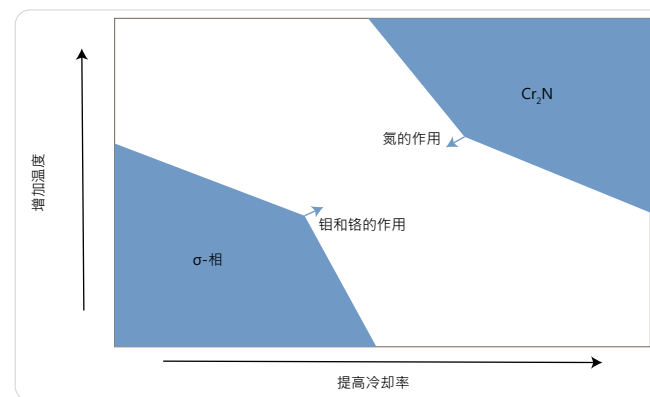 Cr₂N
氮的作用
增加温度
钼和铬的作用
σ-相
提高冷却率